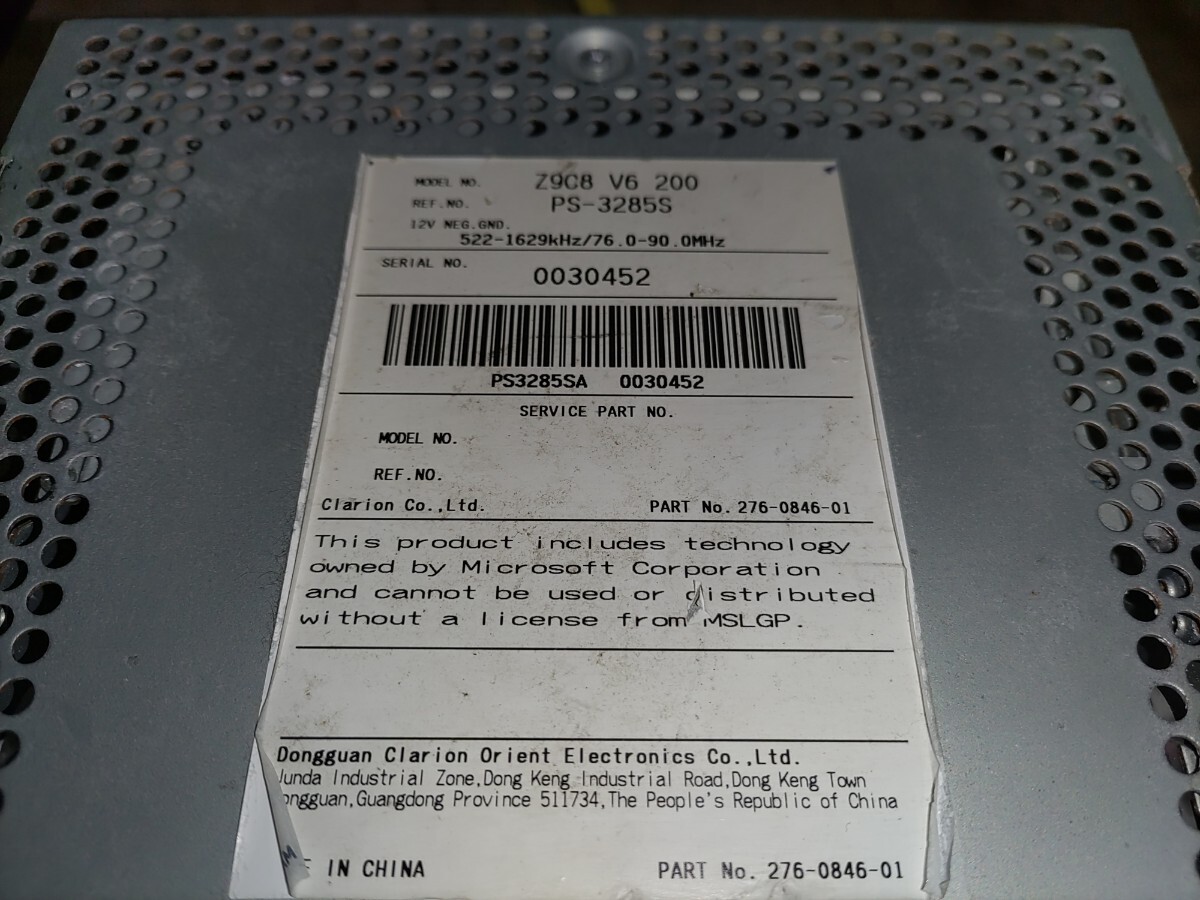 MODEL NO. Z9C8 V6 200
REF.NO. PS-3285S
12V NEG.GND.
522-1629kHz/76.0-90.0MHz
SERIAL NO. 0030452
PS3285SA 0030452
SERVICE PART NO.
MODEL NO.
REF.NO.
Clarion Co.,Ltd. PART No. 276-0846-01
This product includes technology
owned by Microsoft Corporation
and cannot be used or distributed
without a license from MSLGP.
Dongguan Clarion Orient Electronics Co.,Ltd.
Industrial Zone,Dong Keng Industrial Road,Dong Keng Town
Guangdong Province 511734,The People's Republic of China
IN CHINA PART No. 276-0846-01